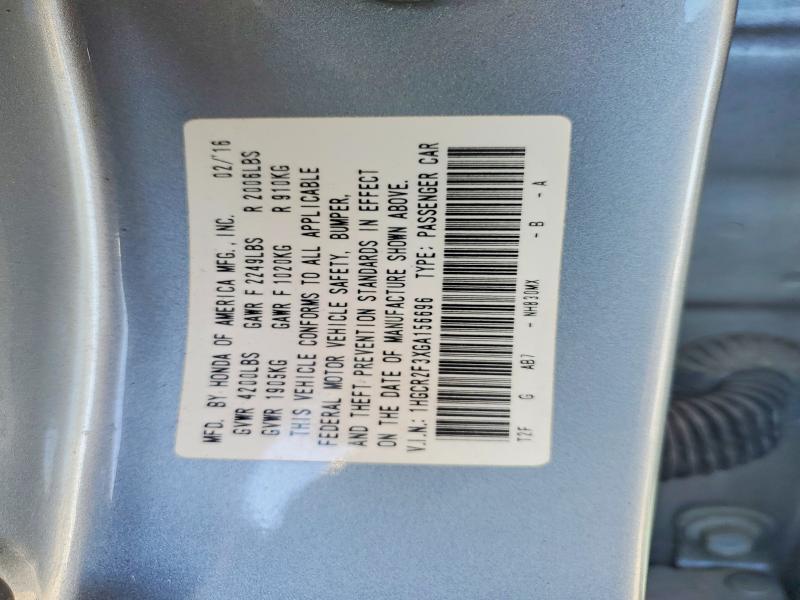 MFD. BY HONDA OF AMERICA MFG., INC. 02/'16
GVWR 4200LBS GAWR F 2249LBS R 2006LBS
GVWR 1905KG GAWR F 1020KG R 910KG
THIS VEHICLE CONFORMS TO ALL APPLICABLE
FEDERAL MOTOR VEHICLE SAFETY, BUMPER,
AND THEFT PREVENTION STANDARDS IN EFFECT
ON THE DATE OF MANUFACTURE SHOWN ABOVE.
V.I.N.: 1HGCR2F3XGA156696 TYPE: PASSENGER CAR
T2F G AB7 - NH830MX - B - A